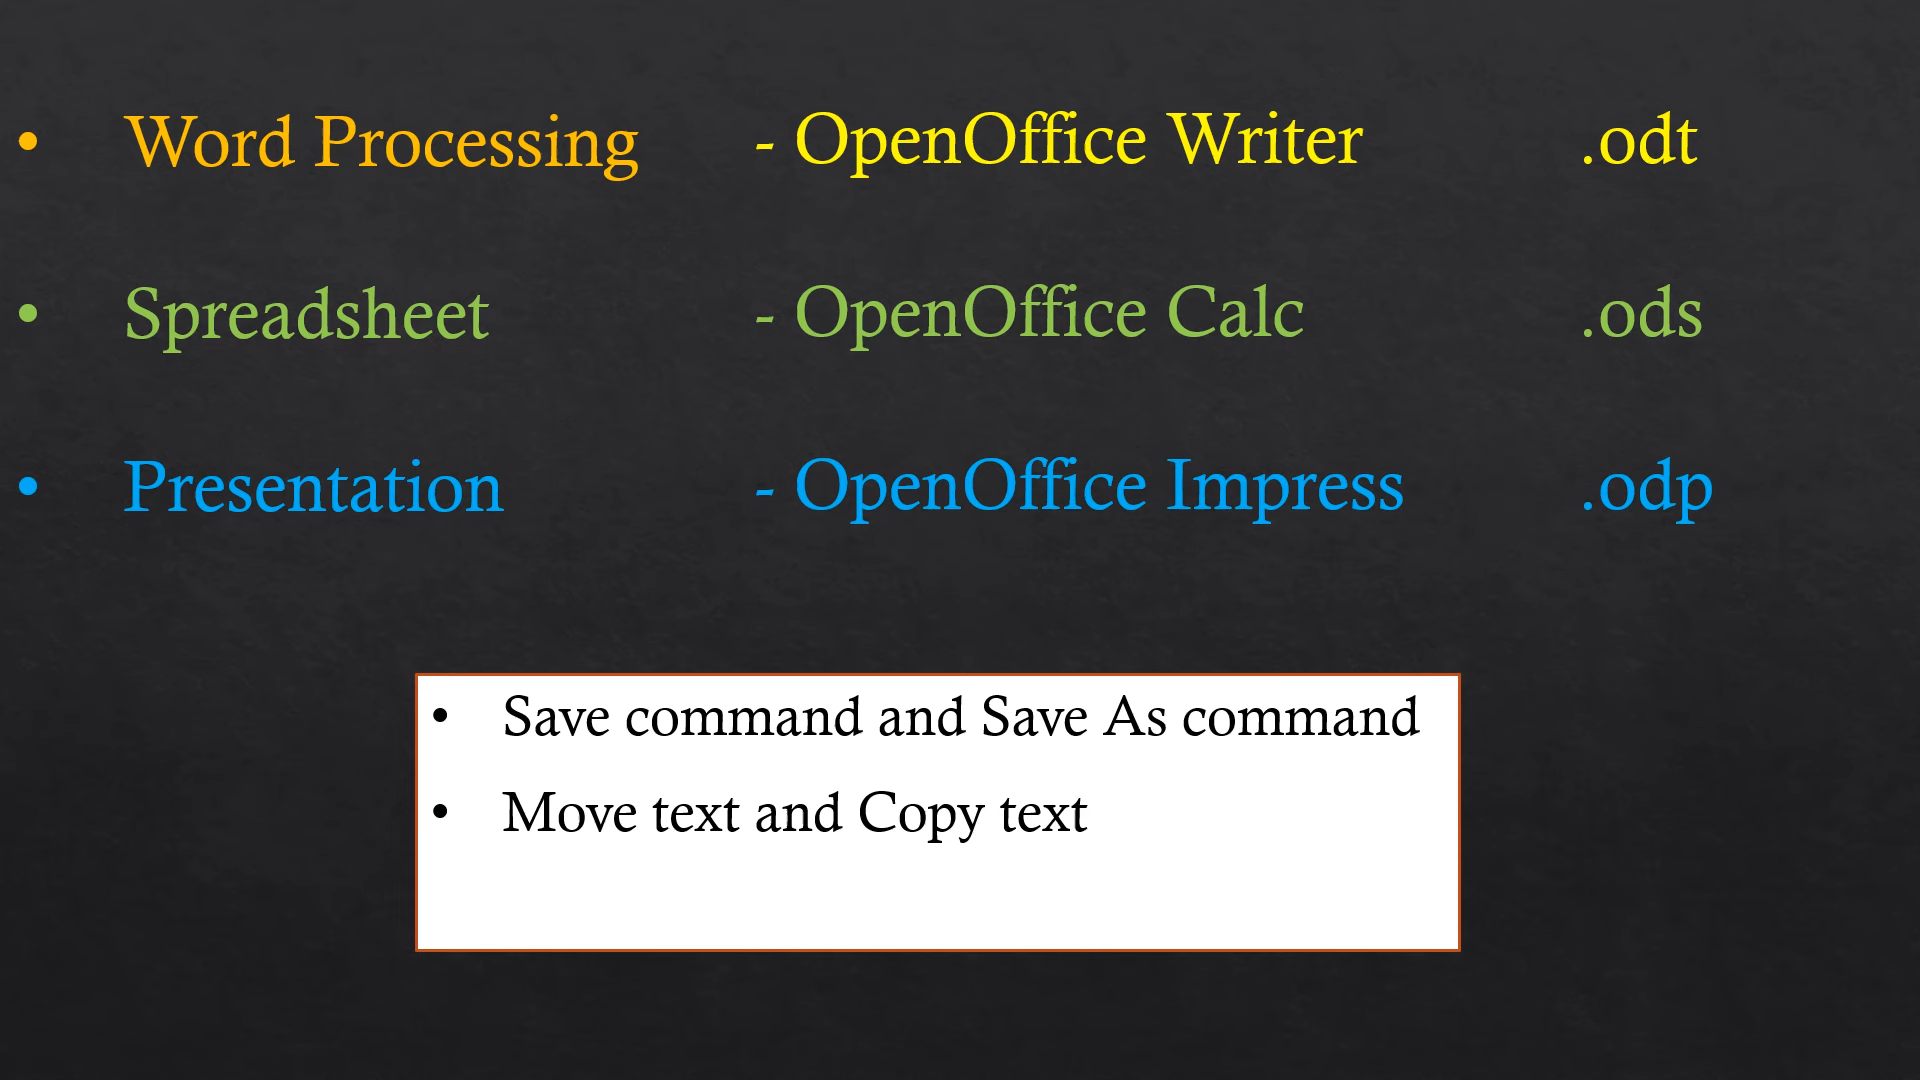 • Word Processing - OpenOffice Writer .odt
• Spreadsheet - OpenOffice Calc .ods
• Presentation - OpenOffice Impress .odp
• Save command and Save As command
• Move text and Copy text